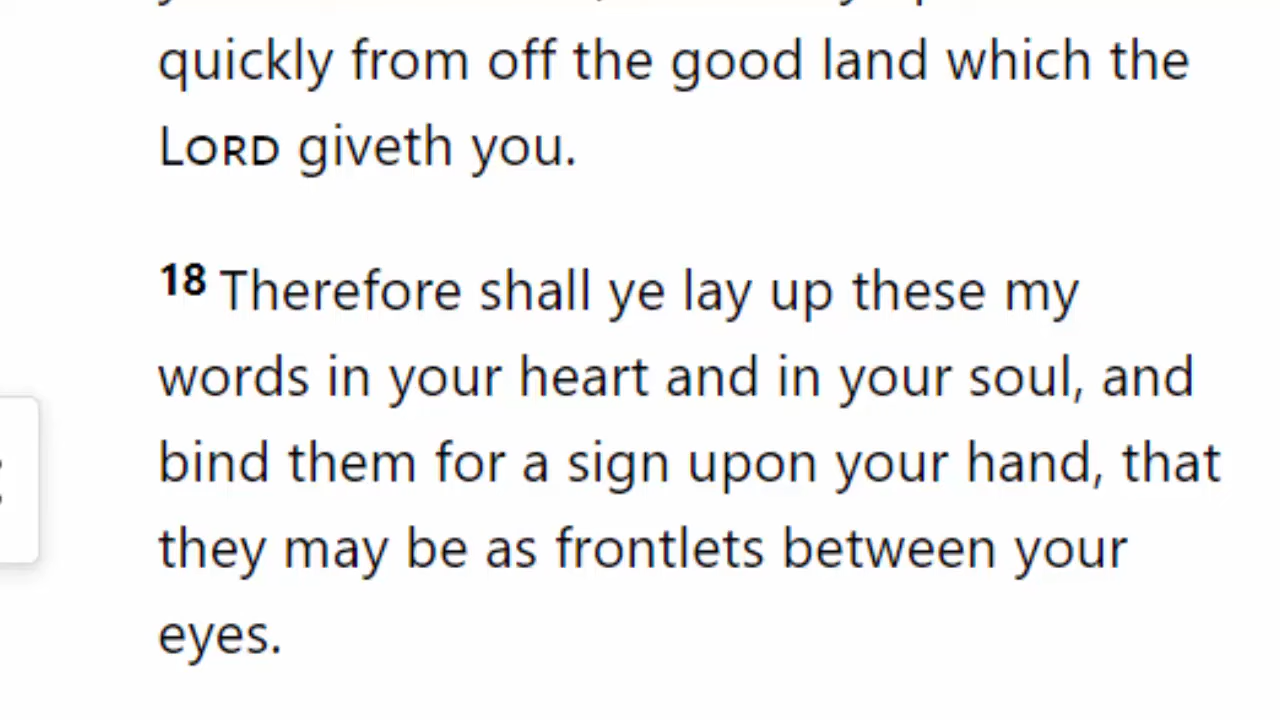 quickly from off the good land which the
LORD giveth you.
18 Therefore shall ye lay up these my
words in your heart and in your soul, and
bind them for a sign upon your hand, that
they may be as frontlets between your
eyes.